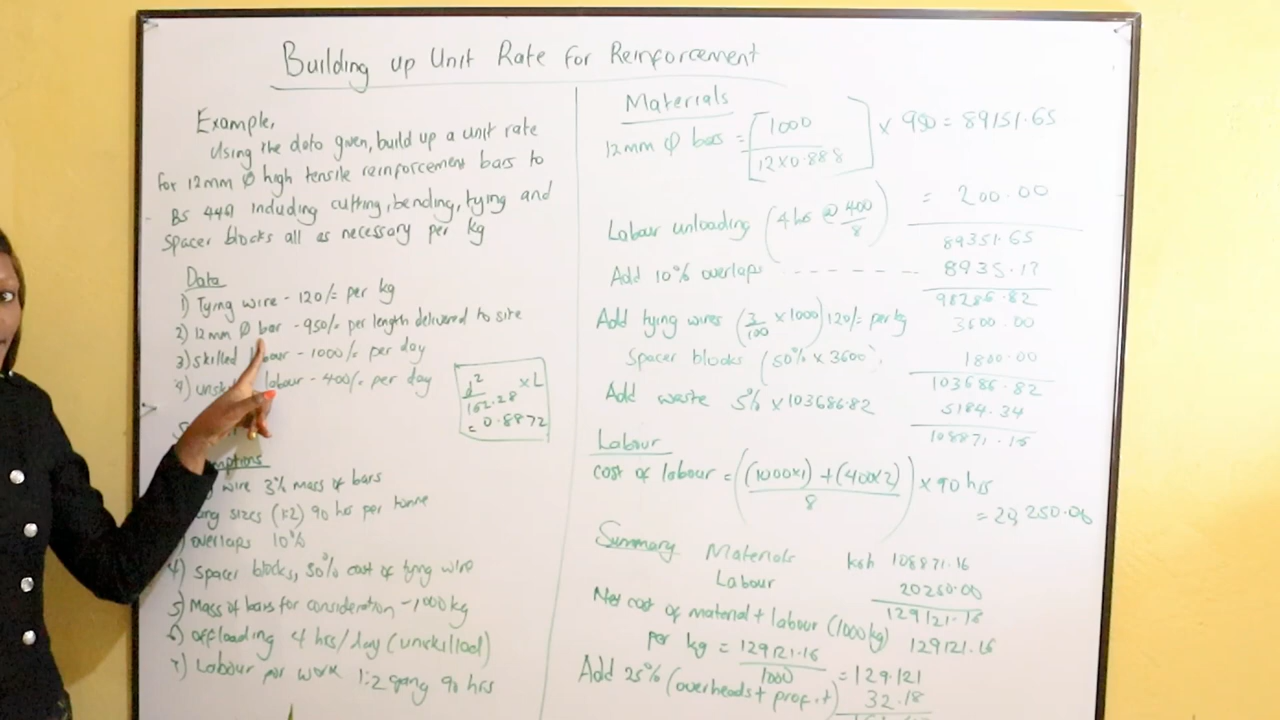 Building up Unit Rate for Reinforcement
Example,
Using the data given, build up a unit rate
for 12mm Ø high tensile reinforcement bars to
BS 4449 including cutting, bending, tying and
Spacer blocks all as necessary per kg
Data
1) Tying wire - 120/= per kg
2) 12mm Ø bar - 950/= per length delivered to site
3) skilled labour - 1000/= per day
4) labour - 400/= per day
d²
162.28 × L
= 0.8872
wire 3% mass of bars
sizes (1:2) 90 hrs per tonne
overlaps 10%
4) Spacer blocks, 50% cost of tying wire
5) Mass of bars for consideration - 1000kg
6) offloading 4 hrs/day (unskilled)
7) Labour per work 1:2 gang 90 hrs
Materials
12mm Ø bars = [1000
12×0.888] × 950 = 89151.65
Labour unloading (4 hrs @ 400
8) = 200.00
89351.65
Add 10% overlaps - - - - - - - 8935.17
98286.82
Add tying wires (3
100 × 1000) 120/= per kg 3600.00
Spacer blocks (50% × 3600) 1800.00
103686.82
Add waste 5% × 103686.82 5184.34
108871.16
Labour
cost of labour = ((1000×1) + (400×2)
8) × 90 hrs
= 20,250.00
Summary Materials ksh 108871.16
Labour 20250.00
129121.16
Net cost of material + labour (1000kg) 129121.16
per kg = 129121.16
1000 = 129.121
Add 25% (overheads + profit) 32.18